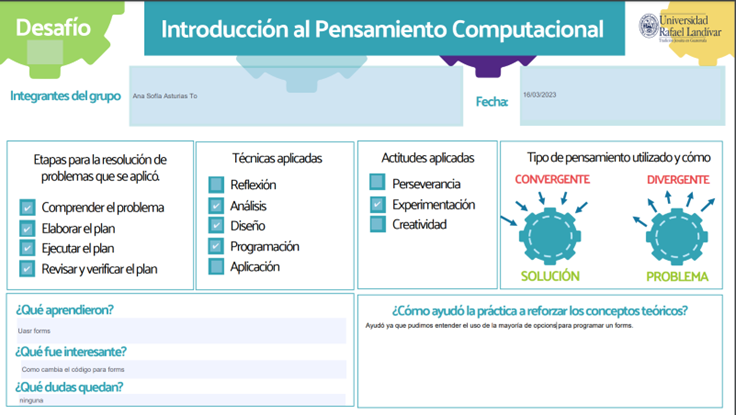 Desafío
Introducción al Pensamiento Computacional
Universidad
Rafael Landívar
Integrantes del grupo
Ana Sofía Asturias To
Fecha:
16/03/2023
Etapas para la resolución de
problemas que se aplicó.
Comprender el problema
Elaborar el plan
Ejecutar el plan
Revisar y verificar el plan
Técnicas aplicadas
Reflexión
Análisis
Diseño
Programación
Aplicación
Actitudes aplicadas
Perseverancia
Experimentación
Creatividad
Tipo de pensamiento utilizado y cómo
CONVERGENTE
DIVERGENTE
SOLUCIÓN
PROBLEMA
¿Qué aprendieron?
Uasr forms
¿Qué fue interesante?
Como cambia el código para forms
¿Qué dudas quedan?
ninguna
¿Cómo ayudó la práctica a reforzar los conceptos teóricos?
Ayudó ya que pudimos entender el uso de la mayoría de opcions para programar un forms.